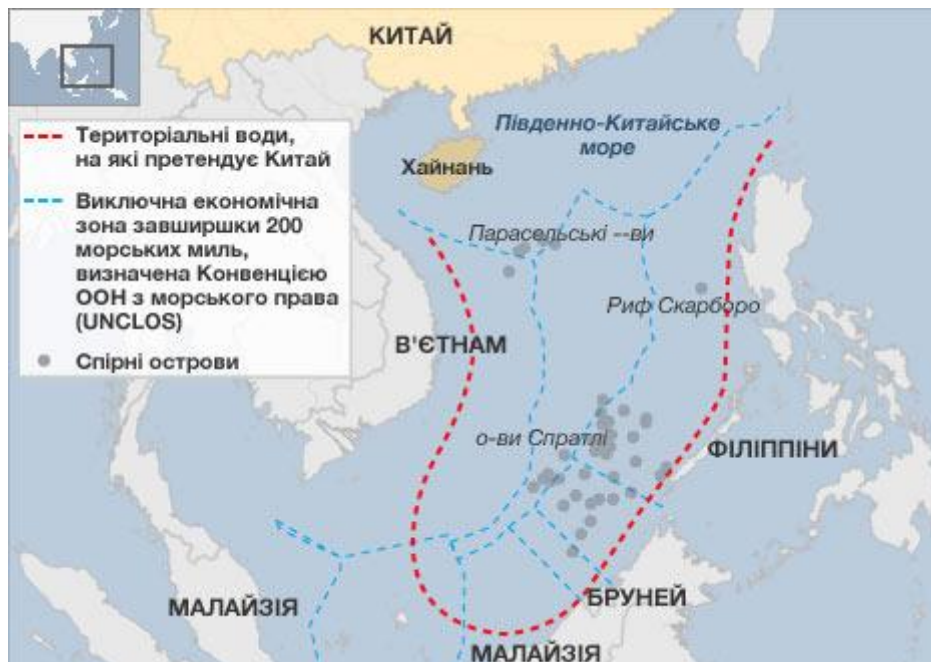 КИТАЙ
Територіальні води,
на які претендує Китай
Виключна економічна
зона завширшки 200
морських миль,
визначена Конвенцією
ООН з морського права
(UNCLOS)
Спірні острови
Південно-Китайське
море
Хайнань
Парасельські --ви
Риф Скарборо
В'ЄТНАМ
о-ви Спратлі
ФІЛІППІНИ
МАЛАЙЗІЯ
БРУНЕЙ
МАЛАЙЗІЯ